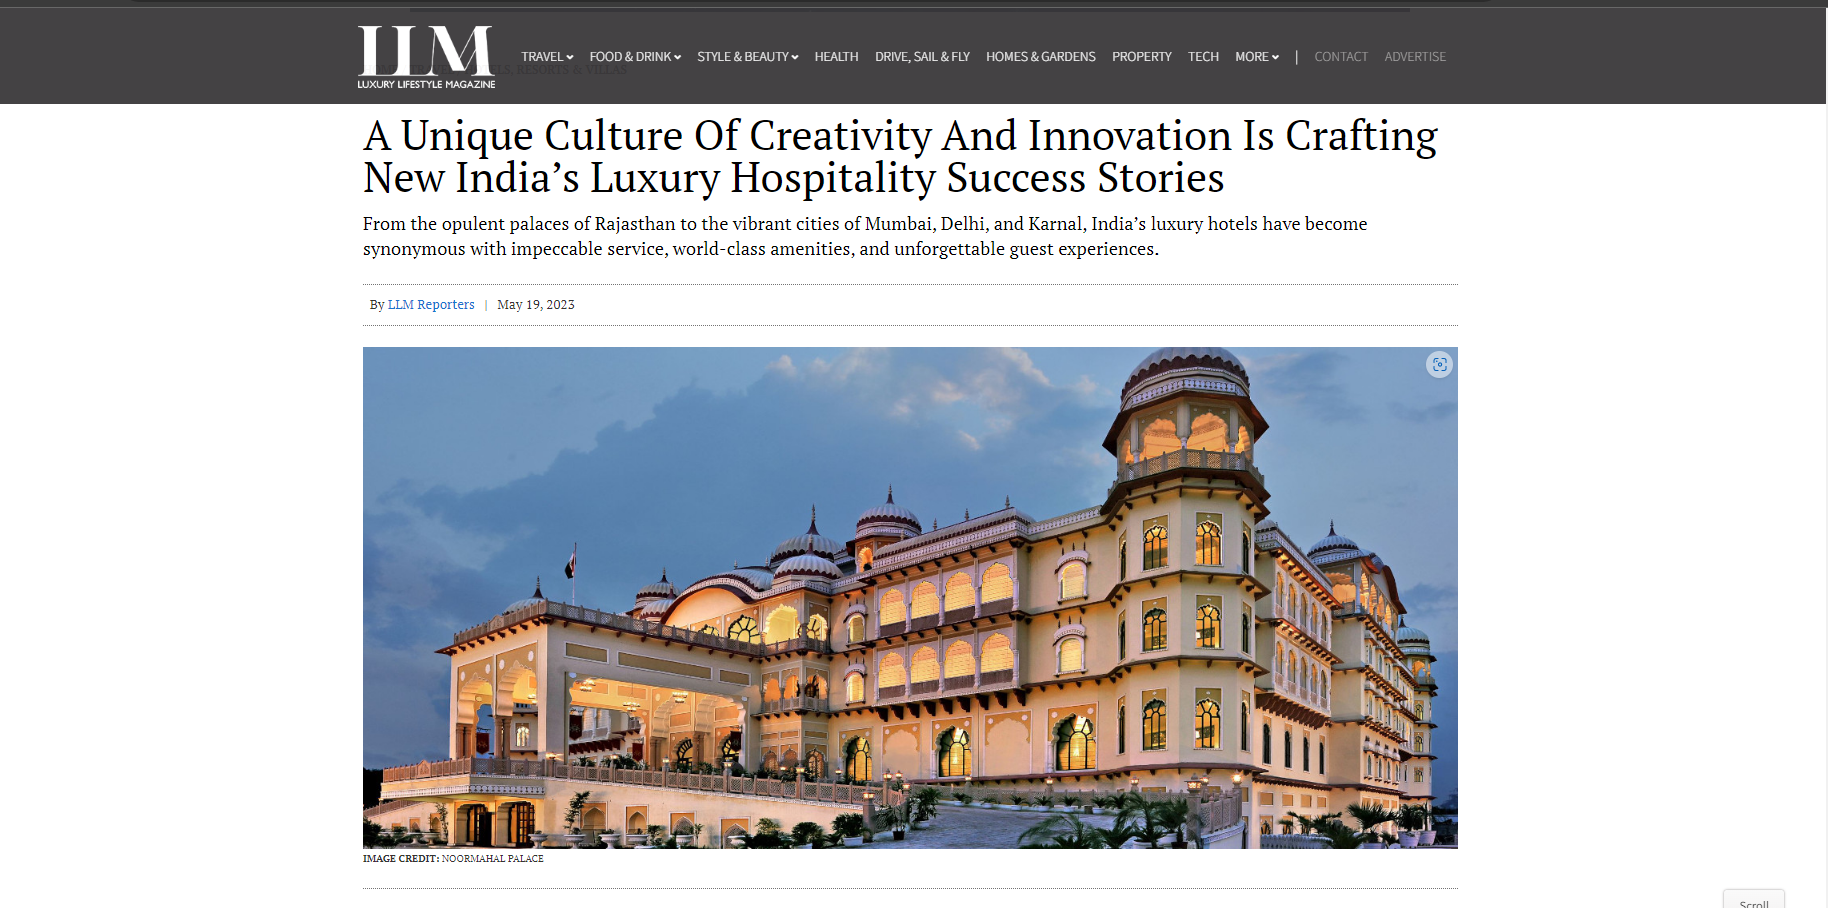 LLM
LUXURY LIFESTYLE MAGAZINE
TRAVEL FOOD & DRINK STYLE & BEAUTY HEALTH DRIVE, SAIL & FLY HOMES & GARDENS PROPERTY TECH MORE | CONTACT ADVERTISE
A Unique Culture Of Creativity And Innovation Is Crafting
New India’s Luxury Hospitality Success Stories
From the opulent palaces of Rajasthan to the vibrant cities of Mumbai, Delhi, and Karnal, India’s luxury hotels have become
synonymous with impeccable service, world-class amenities, and unforgettable guest experiences.
By LLM Reporters | May 19, 2023
IMAGE CREDIT: NOORMAHAL PALACE
Scroll